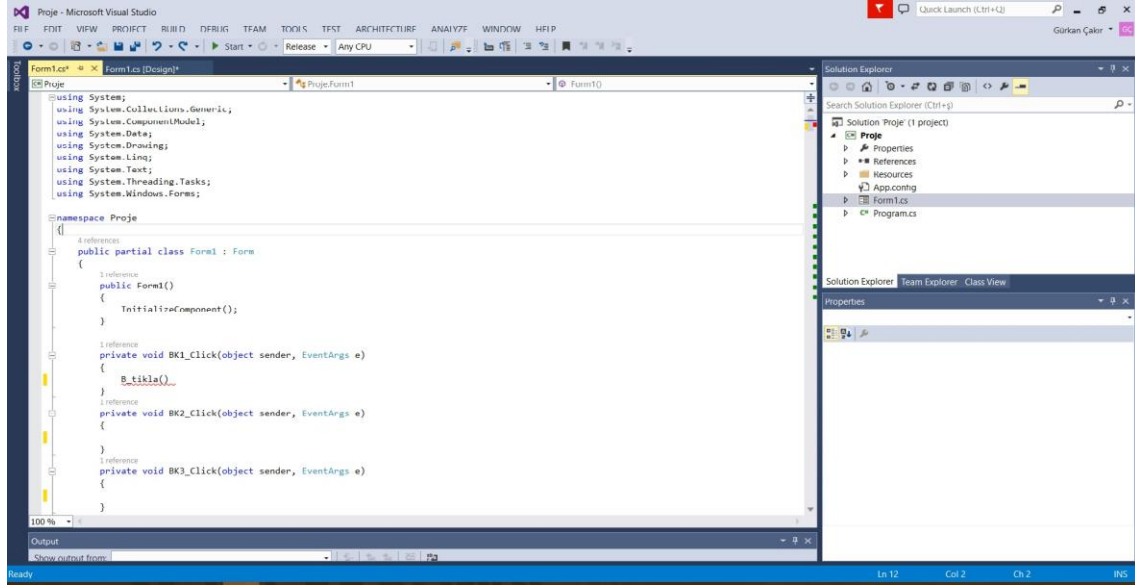 Proje - Microsoft Visual Studio
Quick Launch (Ctrl+Q)
FILE EDIT VIEW PROJECT BUILD DEBUG TEAM TOOLS TEST ARCHITECTURE ANALYZE WINDOW HELP
Gürkan Çakır
GÇ
Start
Release
Any CPU
Toolbox
Form1.cs*
Form1.cs [Design]*
Proje
Proje.Form1
Form1()
using System;
using System.Collections.Generic;
using System.ComponentModel;
using System.Data;
using System.Drawing;
using System.Linq;
using System.Text;
using System.Threading.Tasks;
using System.Windows.Forms;
namespace Proje
{
4 references
public partial class Form1 : Form
{
1 reference
public Form1()
{
InitializeComponent();
}
1 reference
private void BK1_Click(object sender, EventArgs e)
{
B_tikla()
}
1 reference
private void BK2_Click(object sender, EventArgs e)
{
}
1 reference
private void BK3_Click(object sender, EventArgs e)
{
}
100 %
Output
Show output from:
Solution Explorer
Search Solution Explorer (Ctrl+ş)
Solution 'Proje' (1 project)
Proje
Properties
References
Resources
App.config
Form1.cs
Program.cs
Solution Explorer Team Explorer Class View
Properties
Ready
Ln 12
Col 2
Ch 2
INS